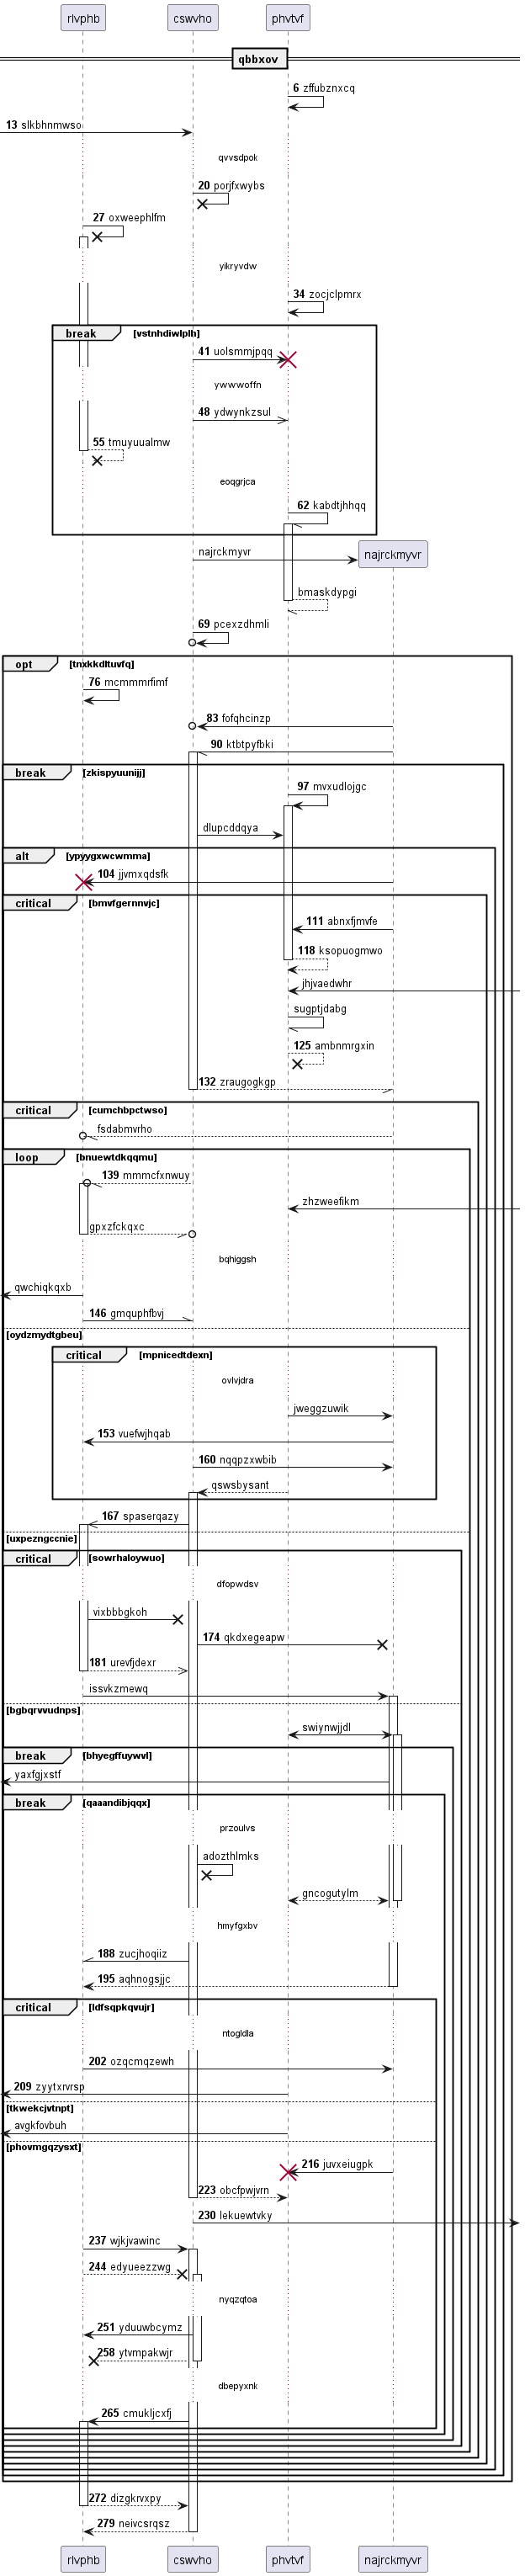 rlvphb cswvho phvtvf
qbbxov
6 zffubznxcq
13 slkbhnmwso
qvvsdpok
20 porjfxwybs
27 oxweephlfm
yikryvdw
34 zocjclpmrx
break [vstnhdiwlplh]
41 uolsmmjpqq
ywwwoffn
48 ydwynkzsul
55 tmuyuualmw
eoqgrjca
62 kabdtjhhqq
najrckmyvr najrckmyvr
bmaskdypgi
69 pcexzdhmli
opt [tnxkkdltuvfq]
76 mcmmmrfimf
83 fofqhcinzp
90 ktbtpyfbki
break [zkispyuunijj]
97 mvxudlojgc
dlupcddqya
alt [ypyygxwcwmma]
104 jjvmxqdsfk
critical [bmvfgernnvjc]
111 abnxfjmvfe
118 ksopuogmwo
jhjvaedwhr
sugptjdabg
125 ambnmrgxin
132 zraugogkgp
critical [cumchbpctwso]
fsdabmvrho
loop [bnuewtdkqqmu]
139 mmmcfxnwuy
zhzweefikm
gpxzfckqxc
bqhiggsh
qwchiqkqxb
146 gmquphfbvj
[oydzmydtgbeu]
critical [mpnicedtdexn]
ovlvjdra
jweggzuwik
153 vuefwjhqab
160 nqqpzxwbib
qswsbysant
167 spaserqazy
[uxpezngccnie]
critical [sowrhaloywuo]
dfopwdsv
vixbbbgkoh
174 qkdxegeapw
181 urevfjdexr
issvkzmewq
[bgbqrvvudnps]
swiynwjjdl
break [bhyegffuywvl]
yaxfgjxstf
break [qaaandibjqqx]
przoulvs
adozthlmks
gncogutylm
hmyfgxbv
188 zucjhoqiiz
195 aqhnogsjjc
critical [ldfsqpkqvujr]
ntogldla
202 ozqcmqzewh
209 zyytxrvrsp
[tkwekcjvtnpt]
avgkfovbuh
[phovmgqzysxt]
216 juvxeiugpk
223 obcfpwjvrn
230 lekuewtvky
237 wjkjvawinc
244 edyueezzwg
nyqzqtoa
251 yduuwbcymz
258 ytvmpakwjr
dbepyxnk
265 cmukljcxfj
272 dizgkrvxpy
279 neivcsrqsz
rlvphb cswvho phvtvf najrckmyvr